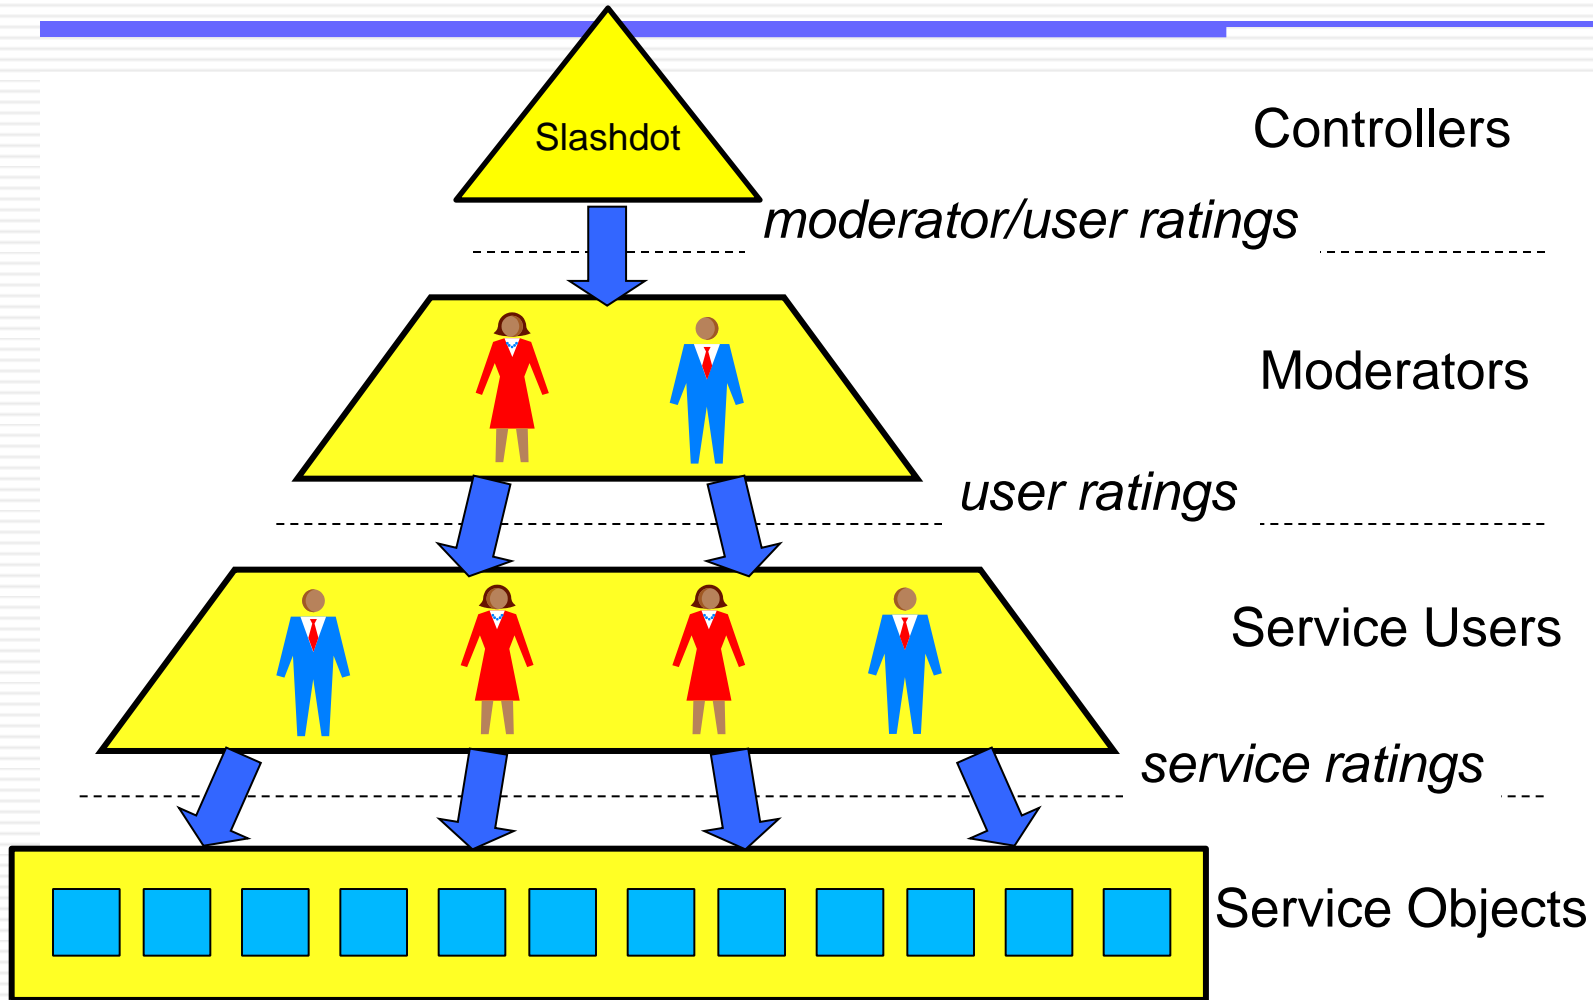 Slashdot
Controllers
moderator/user ratings
Moderators
user ratings
Service Users
service ratings
Service Objects